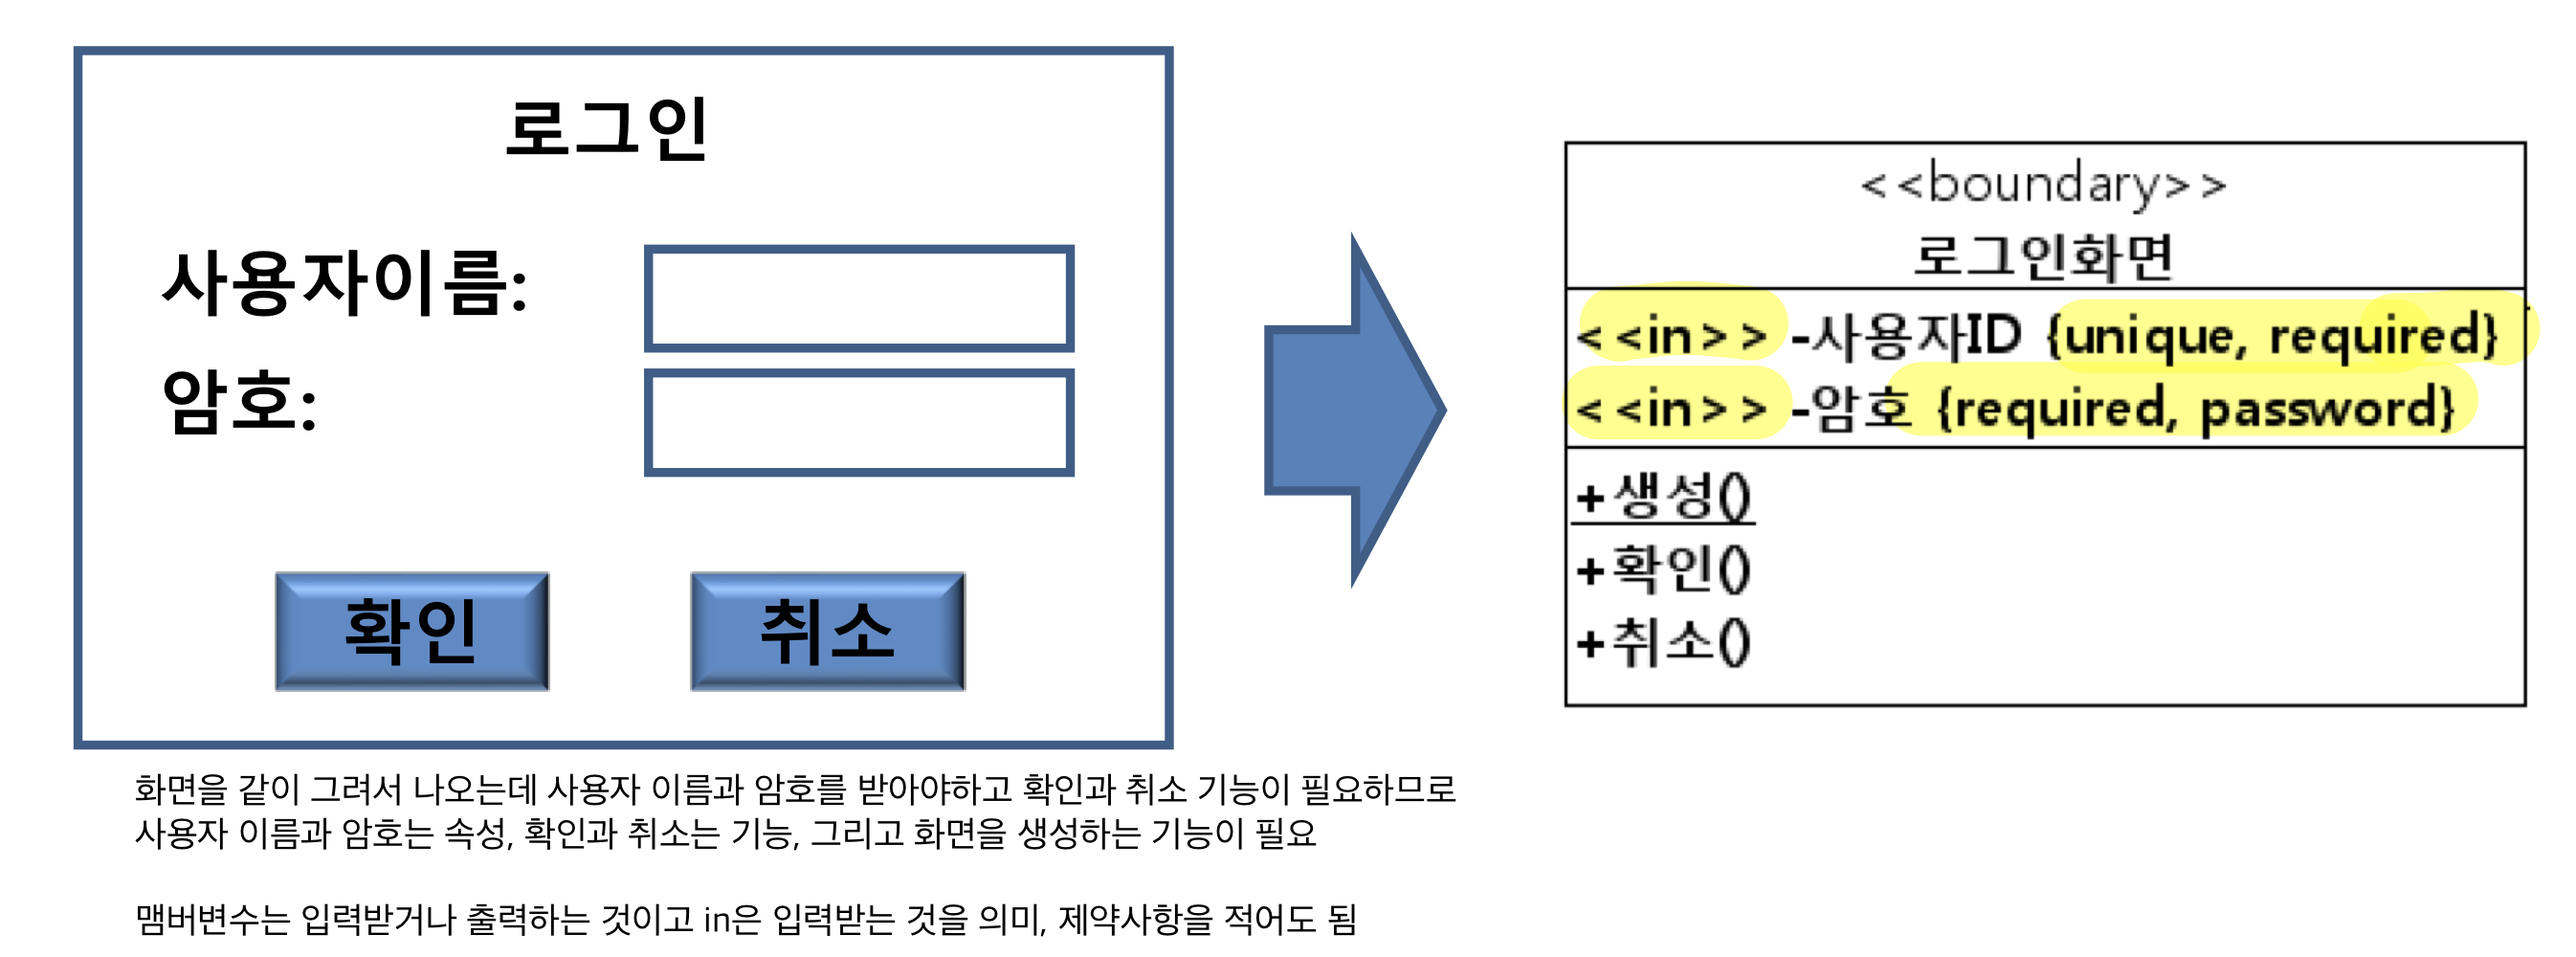 로그인
사용자이름:
암호:
확인
취소
<<boundary>>
로그인화면
<<in>> -사용자ID {unique, required}
<<in>> -암호 {required, password}
+생성()
+확인()
+취소()
화면을 같이 그려서 나오는데 사용자 이름과 암호를 받아야하고 확인과 취소 기능이 필요하므로
사용자 이름과 암호는 속성, 확인과 취소는 기능, 그리고 화면을 생성하는 기능이 필요
맴버변수는 입력받거나 출력하는 것이고 in은 입력받는 것을 의미, 제약사항을 적어도 됨